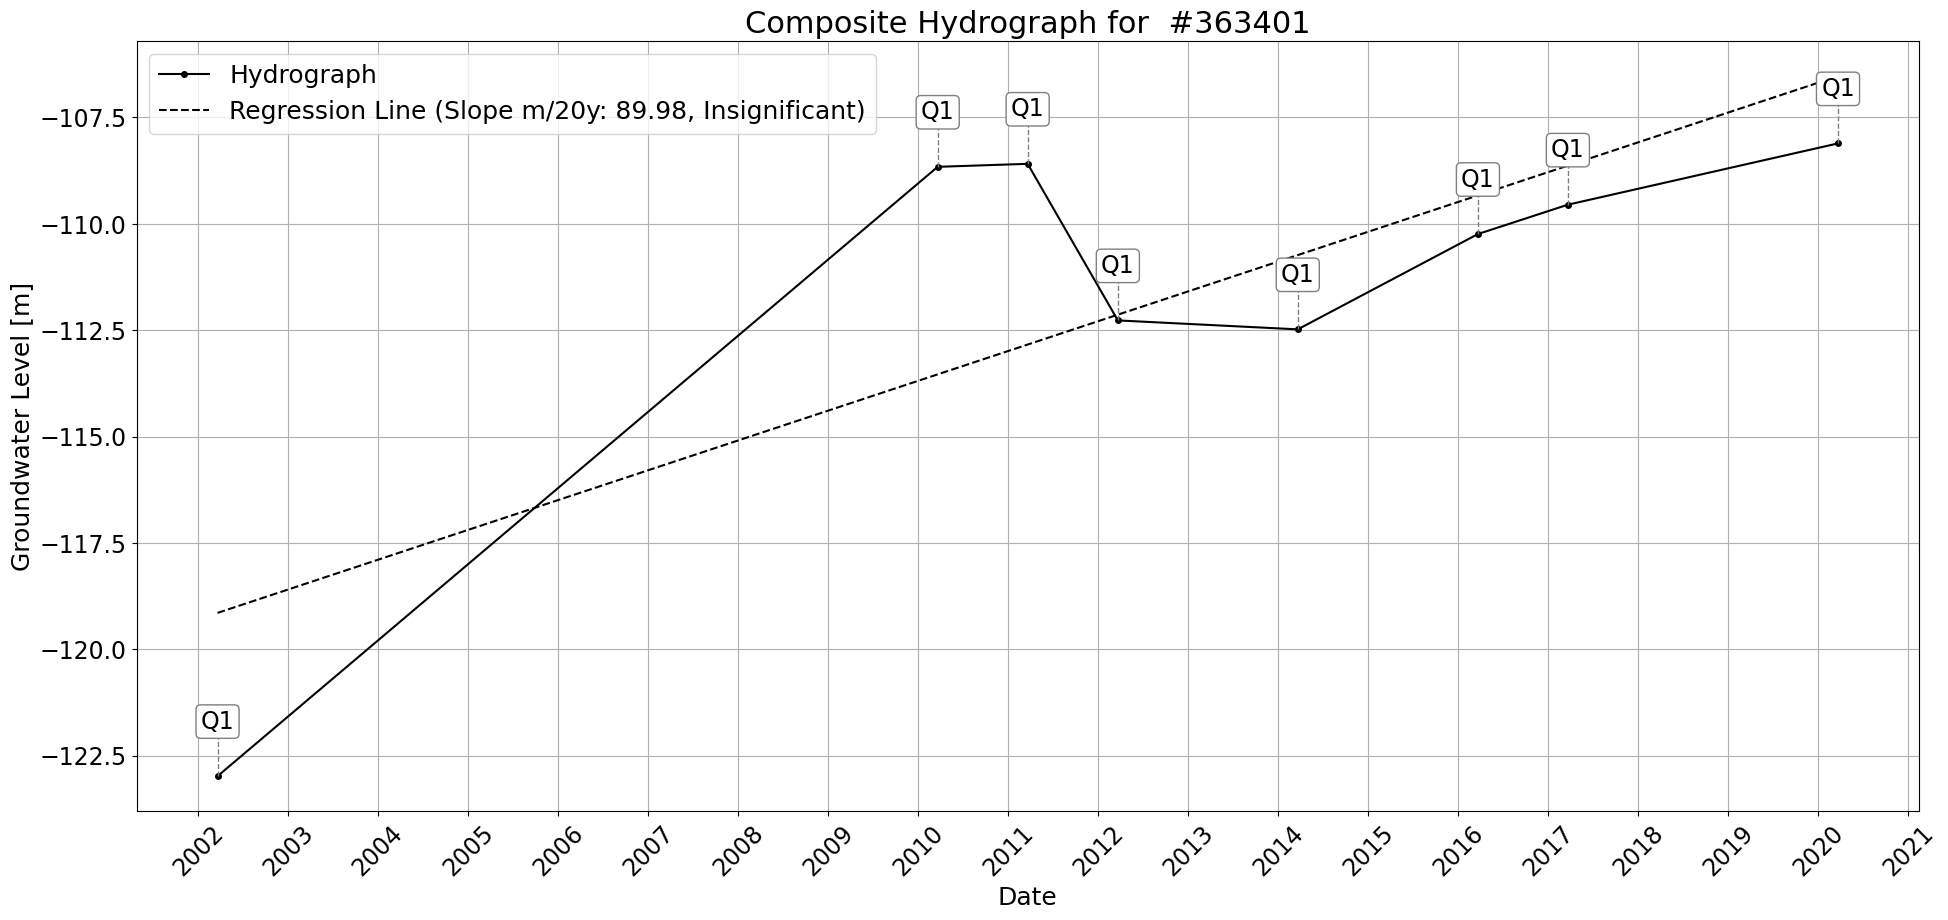 Composite Hydrograph for  #363401
Hydrograph
Regression Line (Slope m/20y: 89.98, Insignificant)
Groundwater Level [m]
−107.5
−110.0
−112.5
−115.0
−117.5
−120.0
−122.5
Q1
Q1
Q1
Q1
Q1
Q1
Q1
Q1
2002
2003
2004
2005
2006
2007
2008
2009
2010
2011
2012
2013
2014
2015
2016
2017
2018
2019
2020
2021
Date